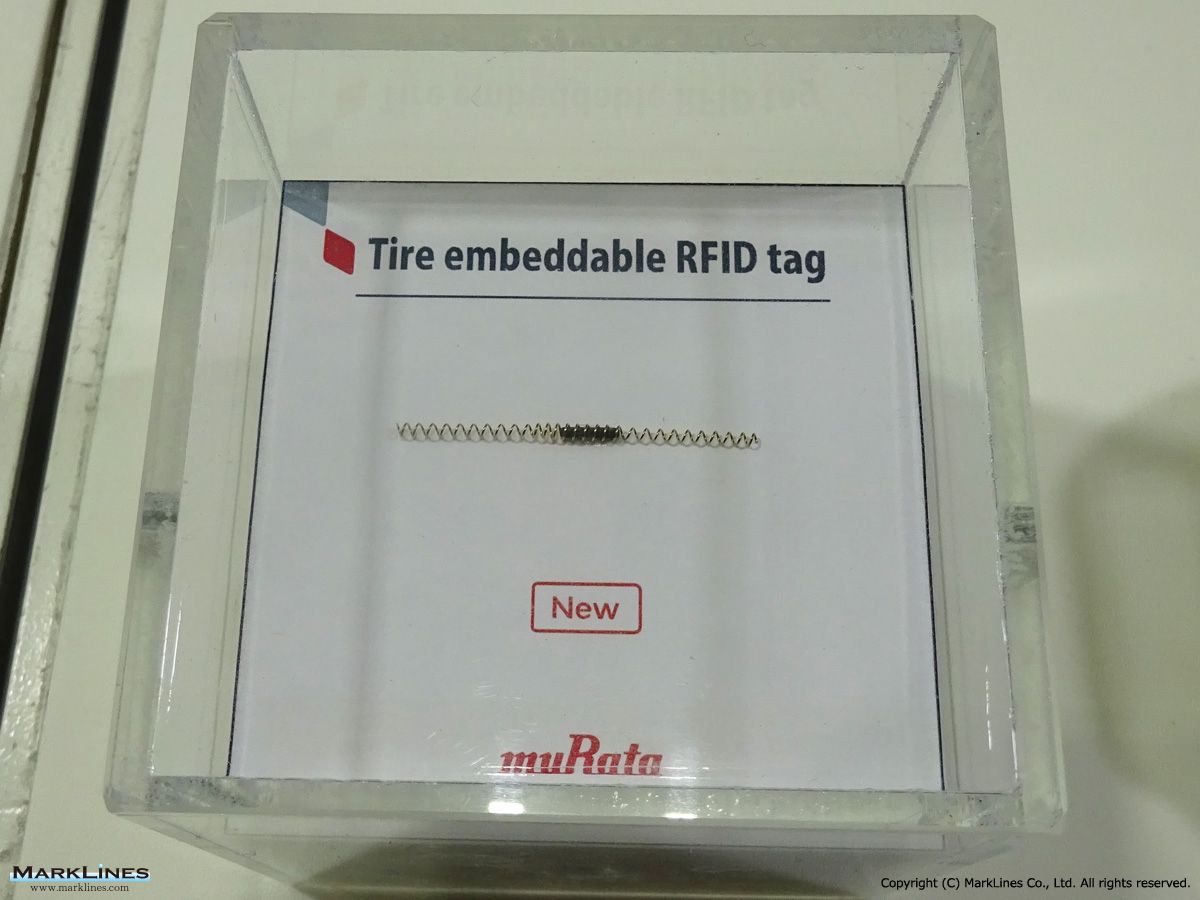 Tire embeddable RFID tag
New
muRata
MARKLINES
www.marklines.com
Copyright (C) MarkLines Co., Ltd. All rights reserved.